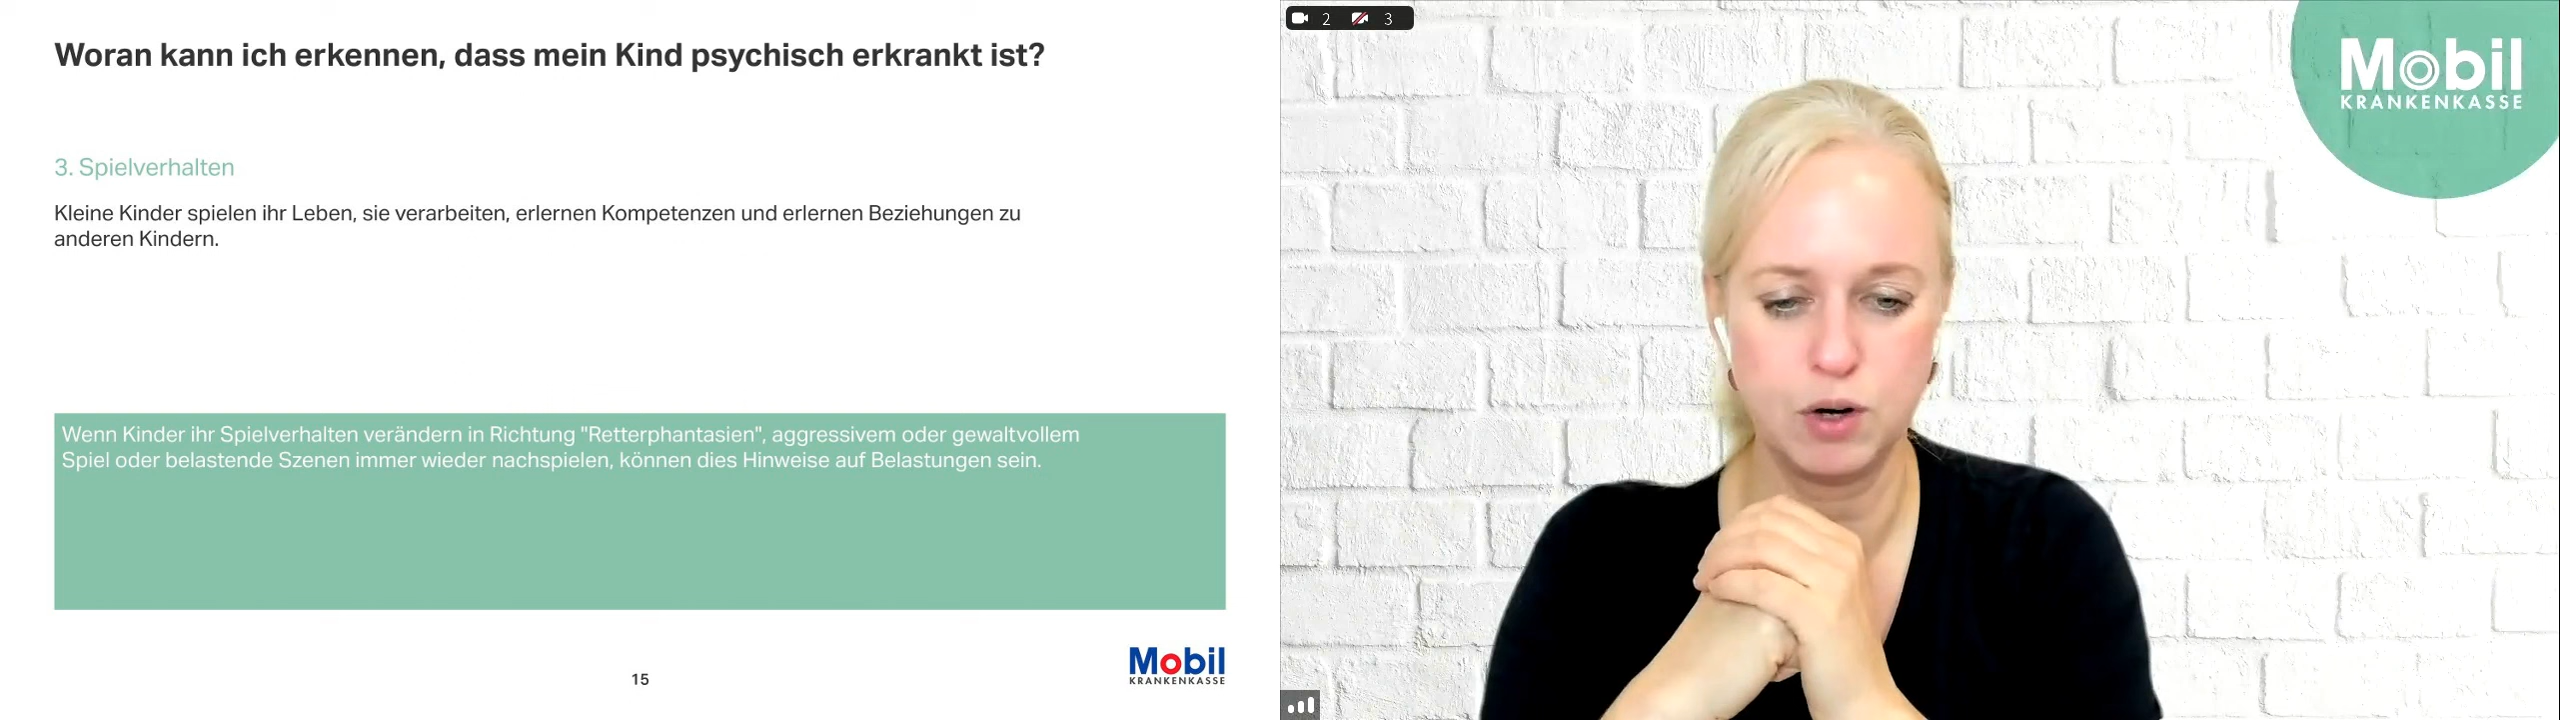 Woran kann ich erkennen, dass mein Kind psychisch erkrankt ist?
3. Spielverhalten
Kleine Kinder spielen ihr Leben, sie verarbeiten, erlernen Kompetenzen und erlernen Beziehungen zu
anderen Kindern.
Wenn Kinder ihr Spielverhalten verändern in Richtung "Retterphantasien", aggressivem oder gewaltvollem
Spiel oder belastende Szenen immer wieder nachspielen, können dies Hinweise auf Belastungen sein.
15
Mobil
KRANKENKASSE
2 3
Mobil
KRANKENKASSE